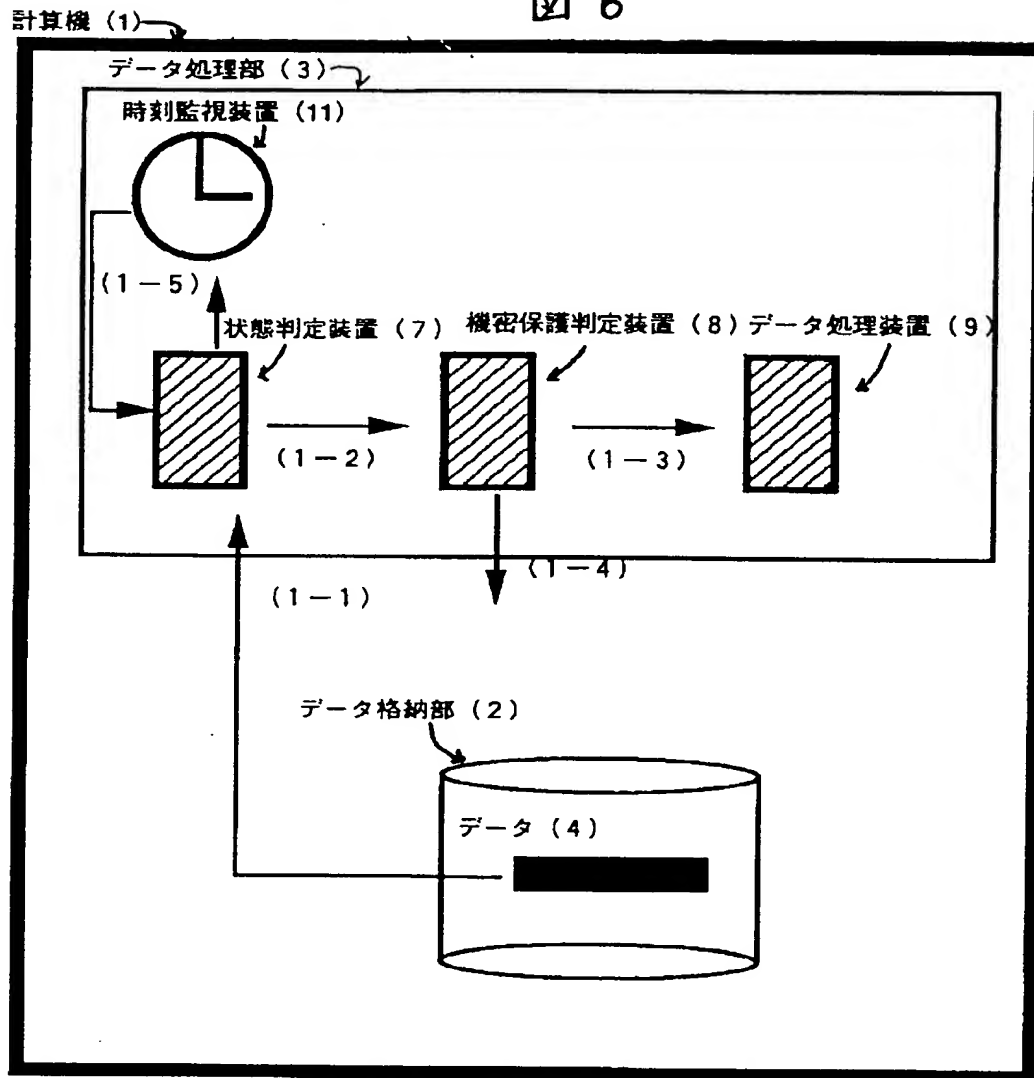 図 6
計算機（1）
データ処理部（3）
時刻監視装置（11）
（1－5）
状態判定装置（7）
機密保護判定装置（8）
データ処理装置（9）
（1－2）
（1－3）
（1－4）
（1－1）
データ格納部（2）
データ（4）